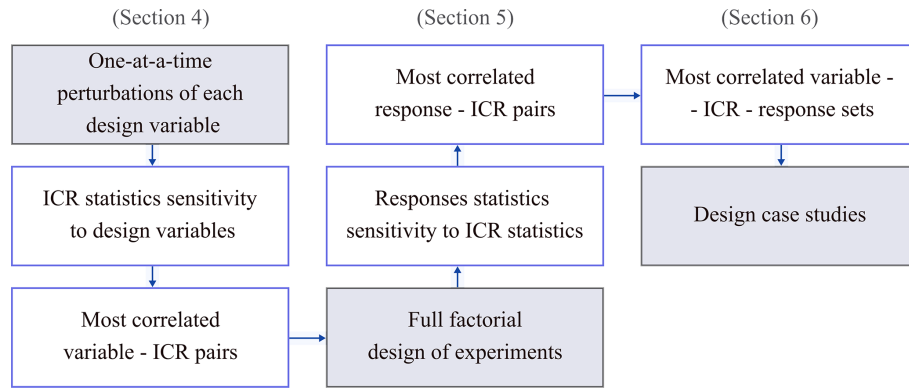 (Section 4)
One-at-a-time
perturbations of each
design variable
ICR statistics sensitivity
to design variables
Most correlated
variable - ICR pairs
(Section 5)
Most correlated
response - ICR pairs
Responses statistics
sensitivity to ICR statistics
Full factorial
design of experiments
(Section 6)
Most correlated variable -
- ICR - response sets
Design case studies